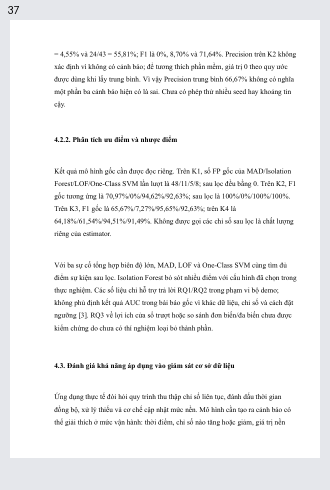 37
= 4,55% và 24/43 = 55,81%; F1 là 0%, 8,70% và 71,64%. Precision trên K2 không
xác định vì không có cảnh báo; để tương thích phần mềm, giá trị 0 theo quy ước
được dùng khi lấy trung bình. Vì vậy Precision trung bình 66,67% không có nghĩa
một phần ba cảnh báo hiện có là sai. Chưa có phép thử nhiều seed hay khoảng tin
cậy.
4.2.2. Phân tích ưu điểm và nhược điểm
Kết quả mô hình gốc cần được đọc riêng. Trên K1, số FP gốc của MAD/Isolation
Forest/LOF/One-Class SVM lần lượt là 48/11/5/8; sau lọc đều bằng 0. Trên K2, F1
gốc tương ứng là 70,97%/0%/94,62%/92,63%; sau lọc là 100%/0%/100%/100%.
Trên K3, F1 gốc là 65,67%/7,27%/95,65%/92,63%; trên K4 là
64,18%/61,54%/94,51%/91,49%. Không được gọi các chỉ số sau lọc là chất lượng
riêng của estimator.
Với ba sự cố tổng hợp biên độ lớn, MAD, LOF và One-Class SVM cùng tìm đủ
điểm sự kiện sau lọc. Isolation Forest bỏ sót nhiều điểm với cấu hình đã chọn trong
thực nghiệm. Các số liệu chỉ hỗ trợ trả lời RQ1/RQ2 trong phạm vi bộ demo;
không phủ định kết quả AUC trong bài báo gốc vì khác dữ liệu, chỉ số và cách đặt
ngưỡng [3]. RQ3 về lợi ích cửa sổ trượt hoặc so sánh đơn biến/đa biến chưa được
kiểm chứng do chưa có thí nghiệm loại bỏ thành phần.
4.3. Đánh giá khả năng áp dụng vào giám sát cơ sở dữ liệu
Ứng dụng thực tế đòi hỏi quy trình thu thập chỉ số liên tục, đánh dấu thời gian
đồng bộ, xử lý thiếu và cơ chế cập nhật mức nền. Mô hình cần tạo ra cảnh báo có
thể giải thích ở mức vận hành: thời điểm, chỉ số nào tăng hoặc giảm, giá trị nền